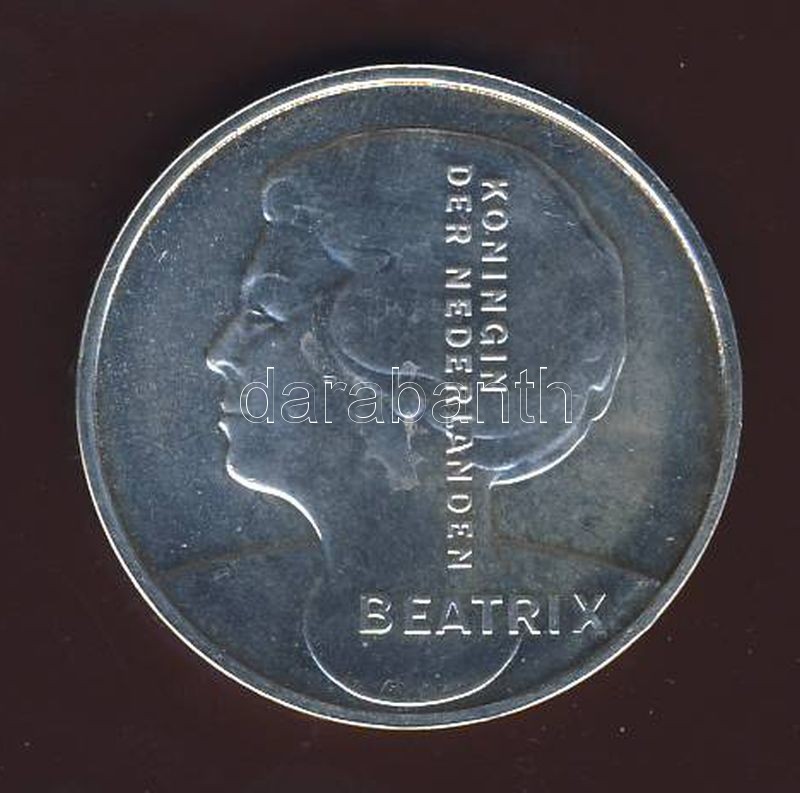 KONINGIN
DER NEDERLANDEN
BEATRIX
darabanth